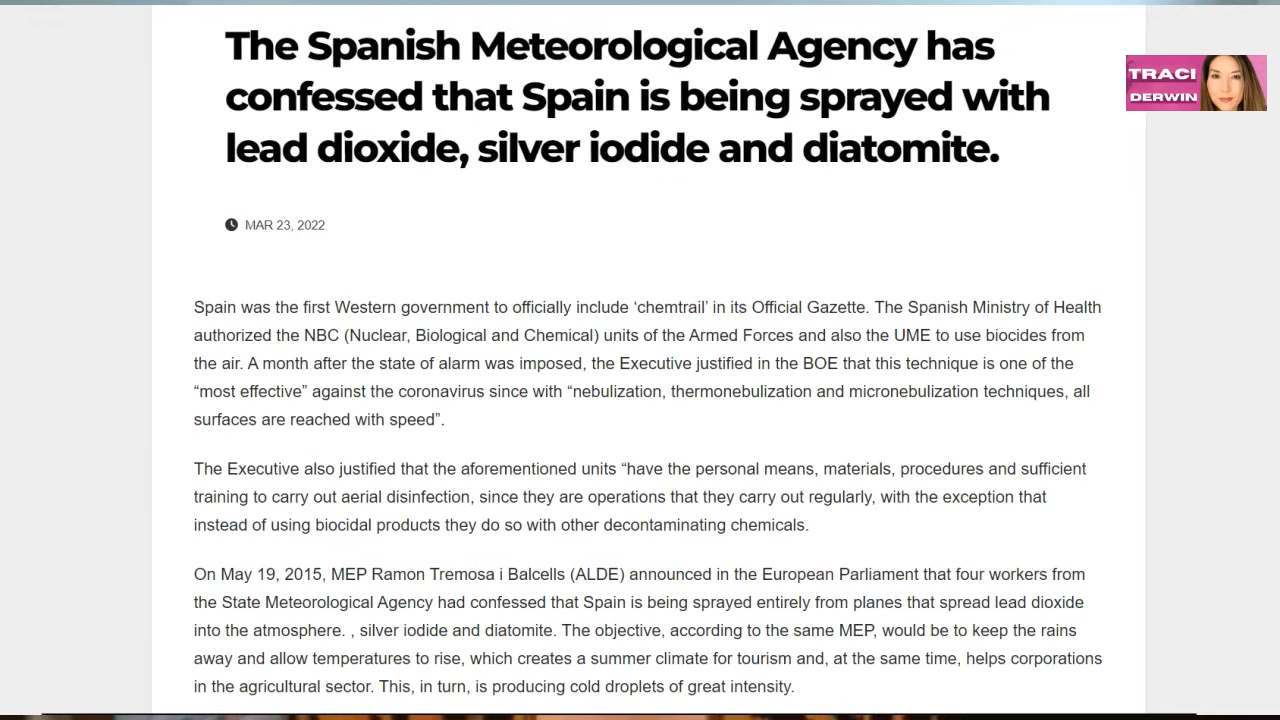 The Spanish Meteorological Agency has
confessed that Spain is being sprayed with
lead dioxide, silver iodide and diatomite.
TRACI
DERWIN
MAR 23, 2022
Spain was the first Western government to officially include ‘chemtrail’ in its Official Gazette. The Spanish Ministry of Health
authorized the NBC (Nuclear, Biological and Chemical) units of the Armed Forces and also the UME to use biocides from
the air. A month after the state of alarm was imposed, the Executive justified in the BOE that this technique is one of the
“most effective” against the coronavirus since with “nebulization, thermonebulization and micronebulization techniques, all
surfaces are reached with speed”.
The Executive also justified that the aforementioned units “have the personal means, materials, procedures and sufficient
training to carry out aerial disinfection, since they are operations that they carry out regularly, with the exception that
instead of using biocidal products they do so with other decontaminating chemicals.
On May 19, 2015, MEP Ramon Tremosa i Balcells (ALDE) announced in the European Parliament that four workers from
the State Meteorological Agency had confessed that Spain is being sprayed entirely from planes that spread lead dioxide
into the atmosphere. , silver iodide and diatomite. The objective, according to the same MEP, would be to keep the rains
away and allow temperatures to rise, which creates a summer climate for tourism and, at the same time, helps corporations
in the agricultural sector. This, in turn, is producing cold droplets of great intensity.